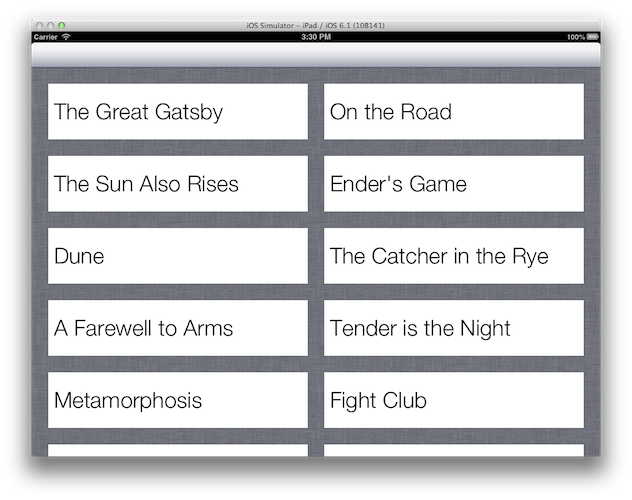 iOS Simulator - iPad / iOS 6.1 (10B141)
Carrier 3:30 PM 100%
The Great Gatsby
On the Road
The Sun Also Rises
Ender's Game
Dune
The Catcher in the Rye
A Farewell to Arms
Tender is the Night
Metamorphosis
Fight Club